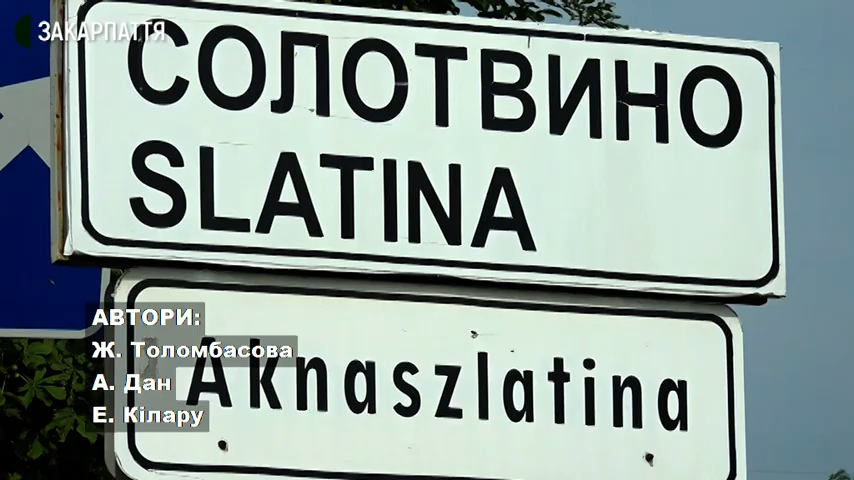 ЗАКАРПАТТЯ
СОЛОТВИНО
SLATINA
Aknaszlatina
АВТОРИ:
Ж. Толомбасова
А. Дан
Е. Кілару